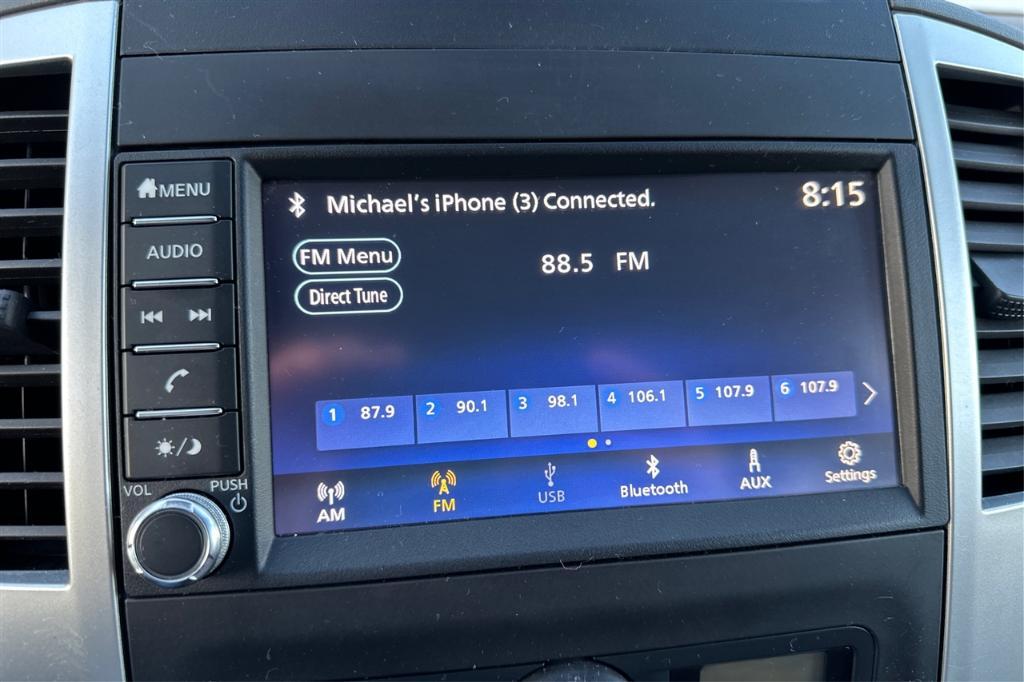 MENU
AUDIO
VOL
PUSH
Michael's iPhone (3) Connected.
8:15
FM Menu
88.5 FM
Direct Tune
1 87.9 2 90.1 3 98.1 4 106.1 5 107.9 6 107.9
AM FM USB Bluetooth AUX Settings